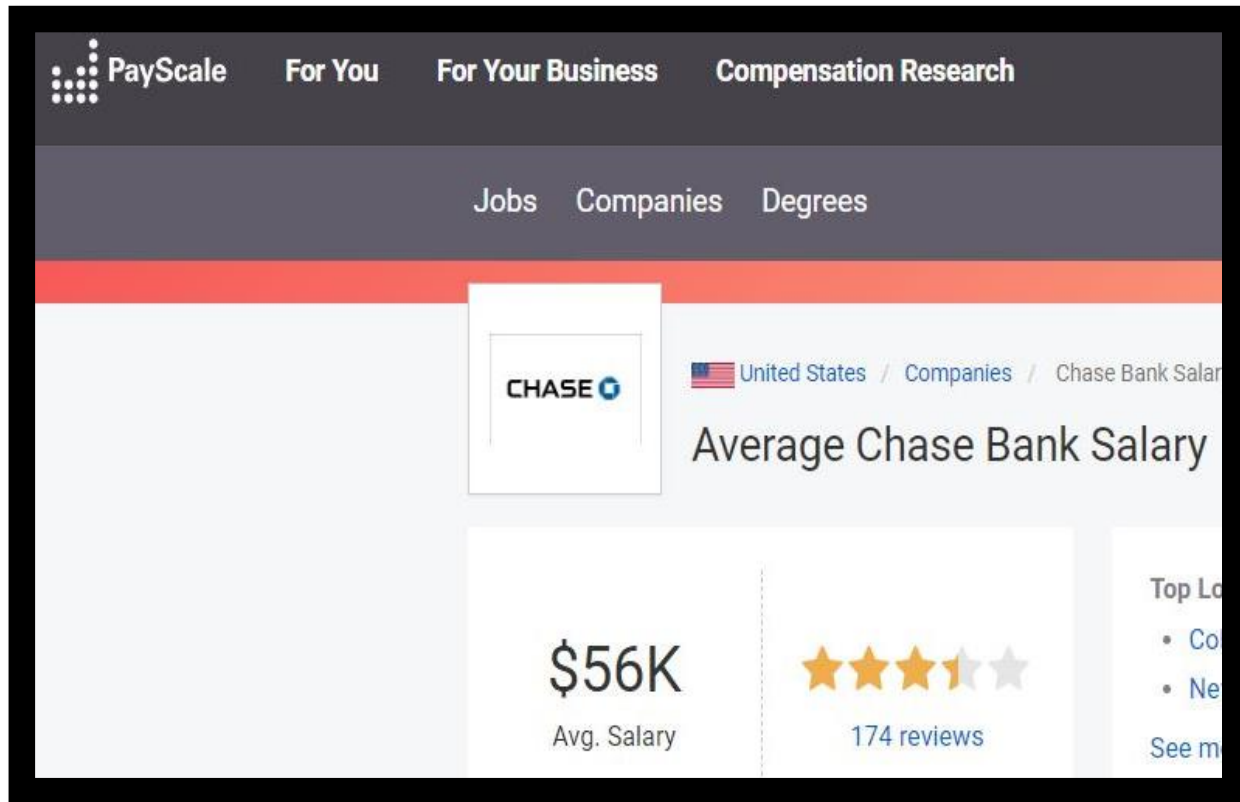 PayScale For You For Your Business Compensation Research
Jobs Companies Degrees
CHASE
United States / Companies / Chase Bank Salar
Average Chase Bank Salary
$56K
Avg. Salary
174 reviews
Top Lo
• Col
• Ne
See m